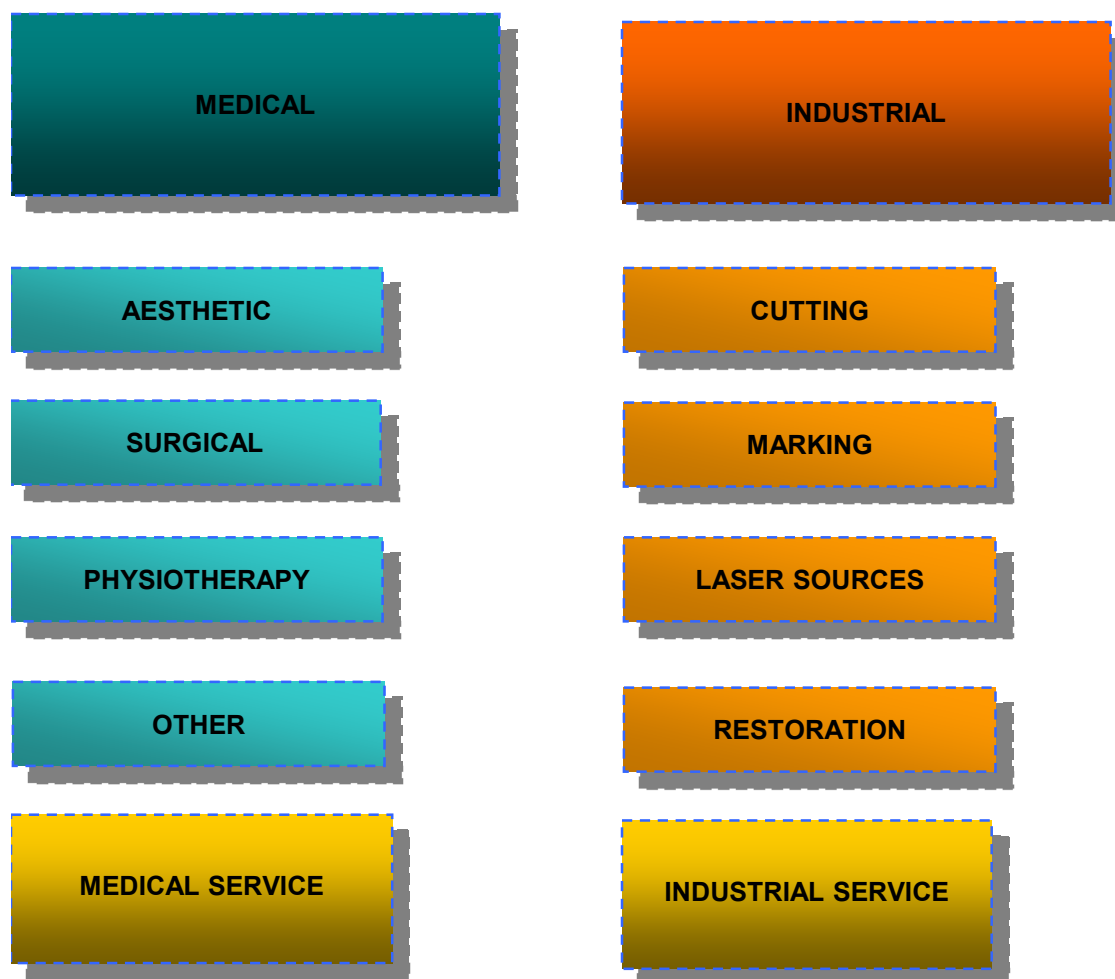 MEDICAL
INDUSTRIAL
AESTHETIC
CUTTING
SURGICAL
MARKING
PHYSIOTHERAPY
LASER SOURCES
OTHER
RESTORATION
MEDICAL SERVICE
INDUSTRIAL SERVICE